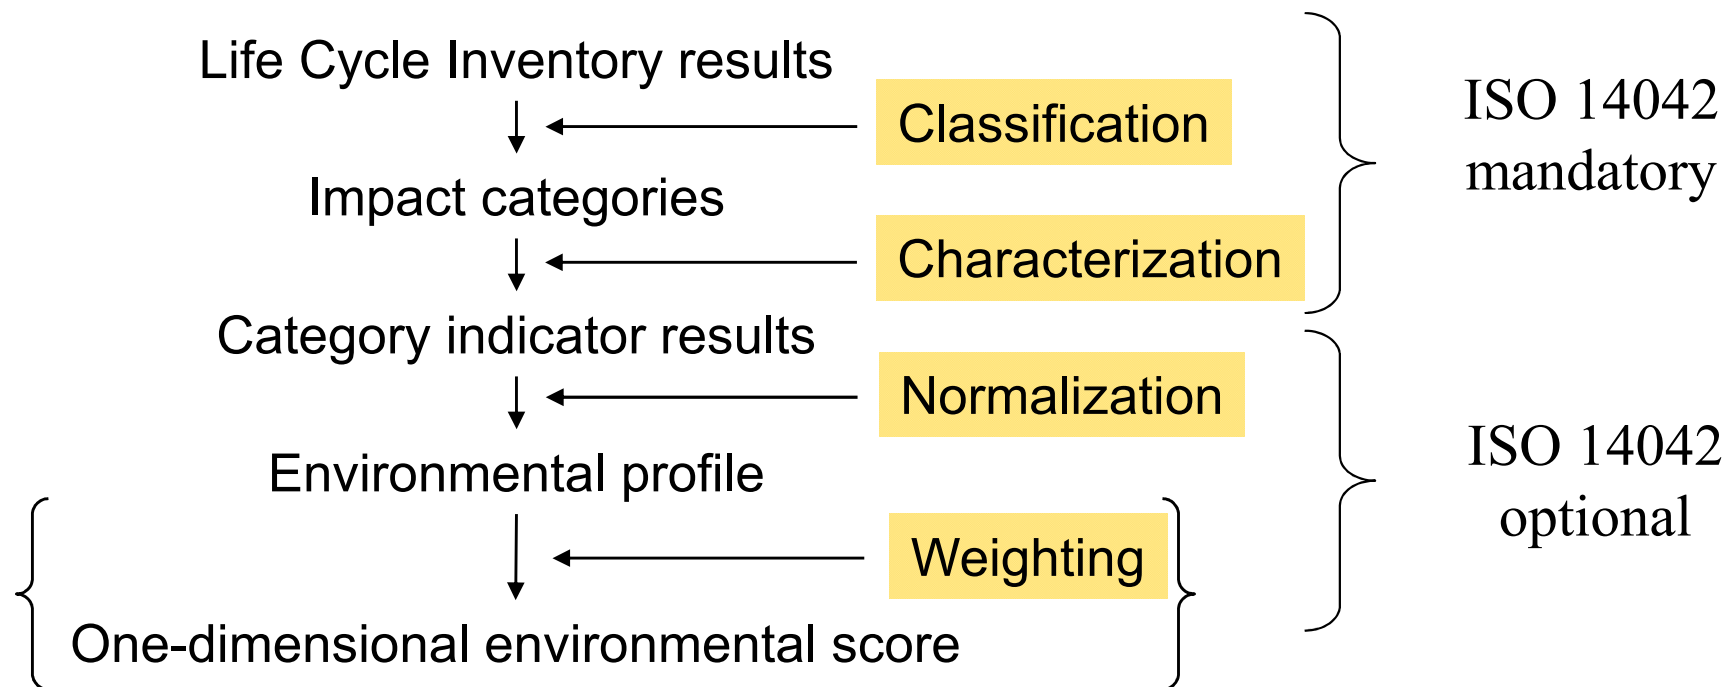 Life Cycle Inventory results
Classification
ISO 14042
mandatory
Impact categories
Characterization
Category indicator results
Normalization
ISO 14042
optional
Environmental profile
Weighting
One-dimensional environmental score